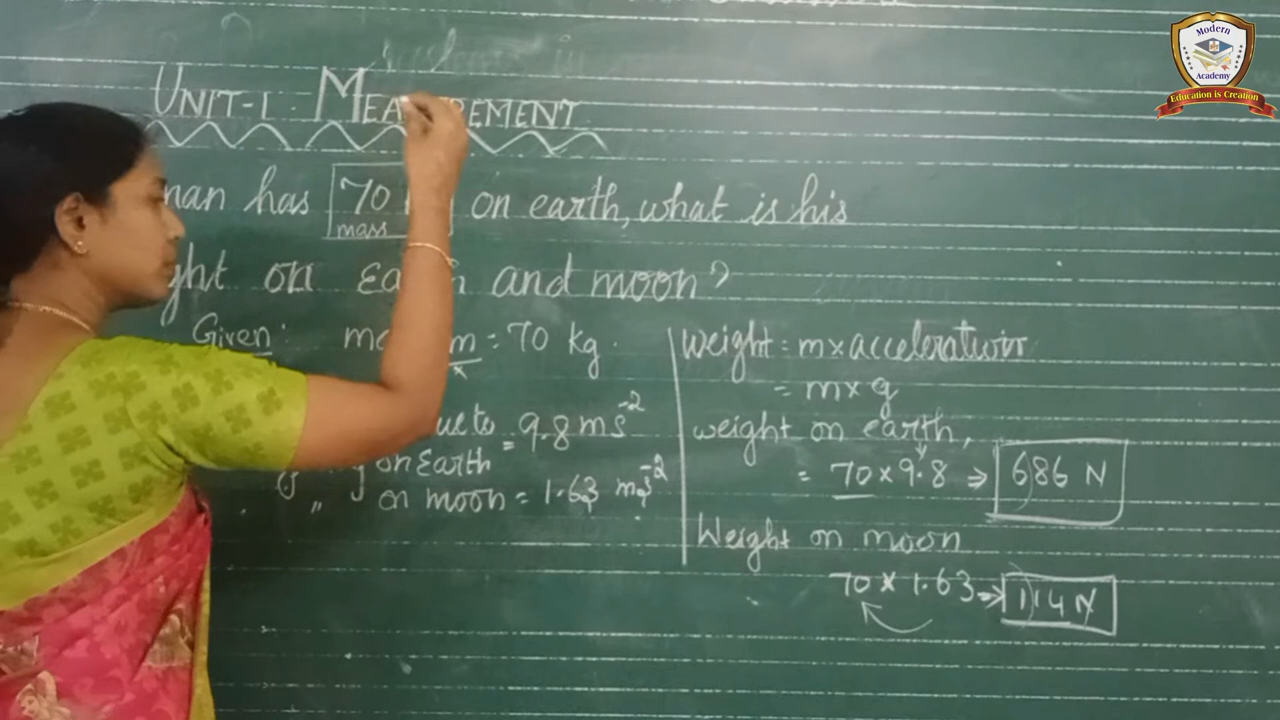 Modern
Academy
Education is Creation
UNIT-1. MEA REMENT
man has 70 on earth, what is his
mass
ght on Ea h and moon?
Given: m = 70 kg.
ue to = 9.8 ms⁻²
y on Earth
" on moon = 1.63 ms⁻²
Weight = m x acceleration
= m x g
weight on earth,
= 70 x 9.8 ⇒ 686 N
Weight on moon
70 x 1.63 ⇒ 114 N